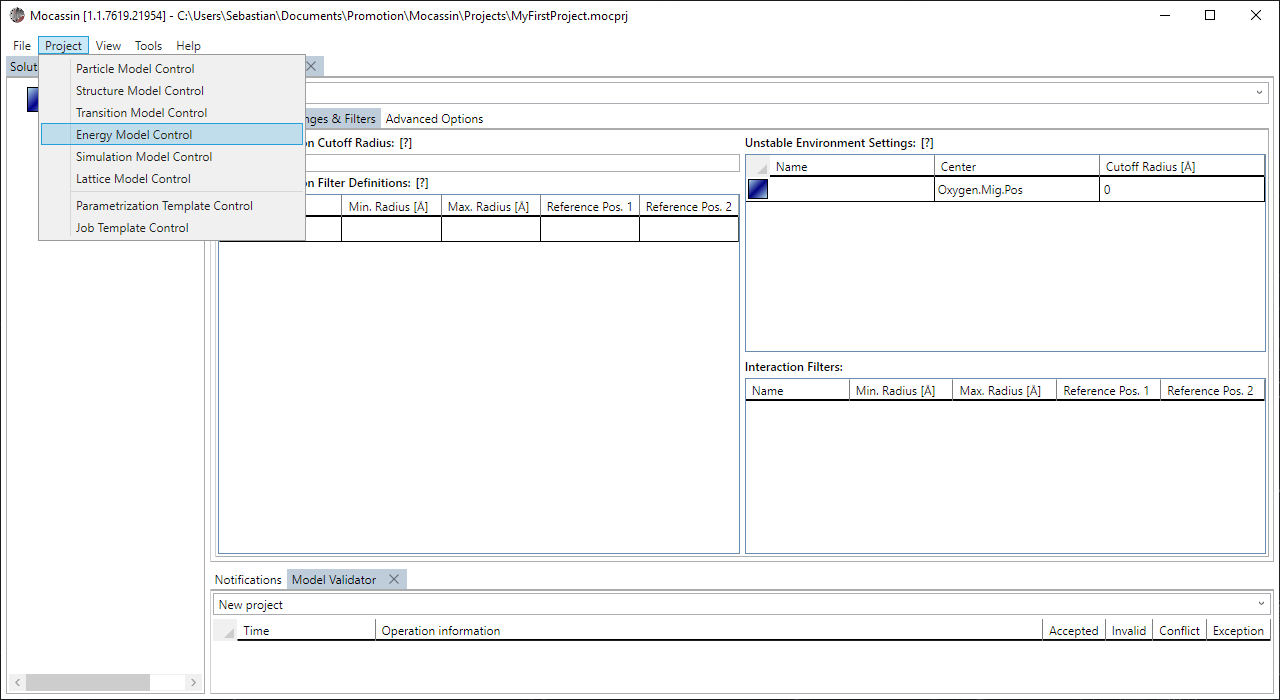 Mocassin [1.1.7619.21954] - C:\Users\Sebastian\Documents\Promotion\Mocassin\Projects\MyFirstProject.mocprj
File Project View Tools Help
Solut
Particle Model Control
Structure Model Control
Transition Model Control
Energy Model Control
Simulation Model Control
Lattice Model Control
Parametrization Template Control
Job Template Control
nges & Filters Advanced Options
on Cutoff Radius: [?]
on Filter Definitions: [?]
Min. Radius [Å] Max. Radius [Å] Reference Pos. 1 Reference Pos. 2
Unstable Environment Settings: [?]
Name Center Cutoff Radius [Å]
Oxygen.Mig.Pos 0
Interaction Filters:
Name Min. Radius [Å] Max. Radius [Å] Reference Pos. 1 Reference Pos. 2
Notifications Model Validator
New project
Time Operation information Accepted Invalid Conflict Exception